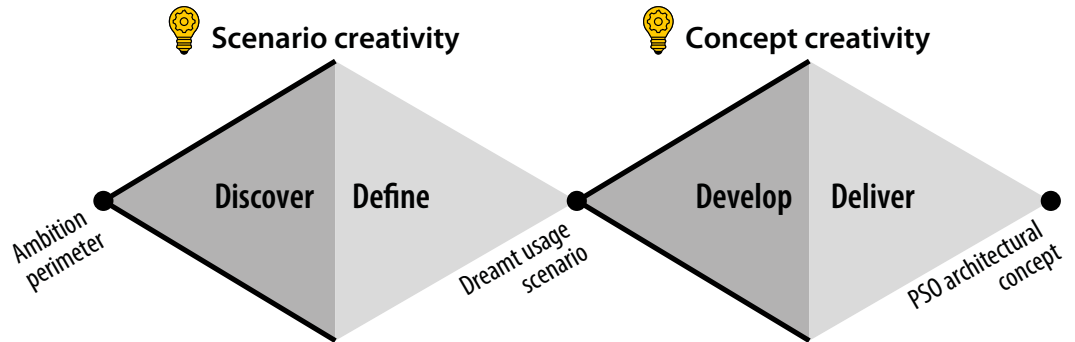 Scenario creativity
Concept creativity
Discover
Define
Develop
Deliver
Ambition
perimeter
Dreamt usage
scenario
PSO architectural
concept